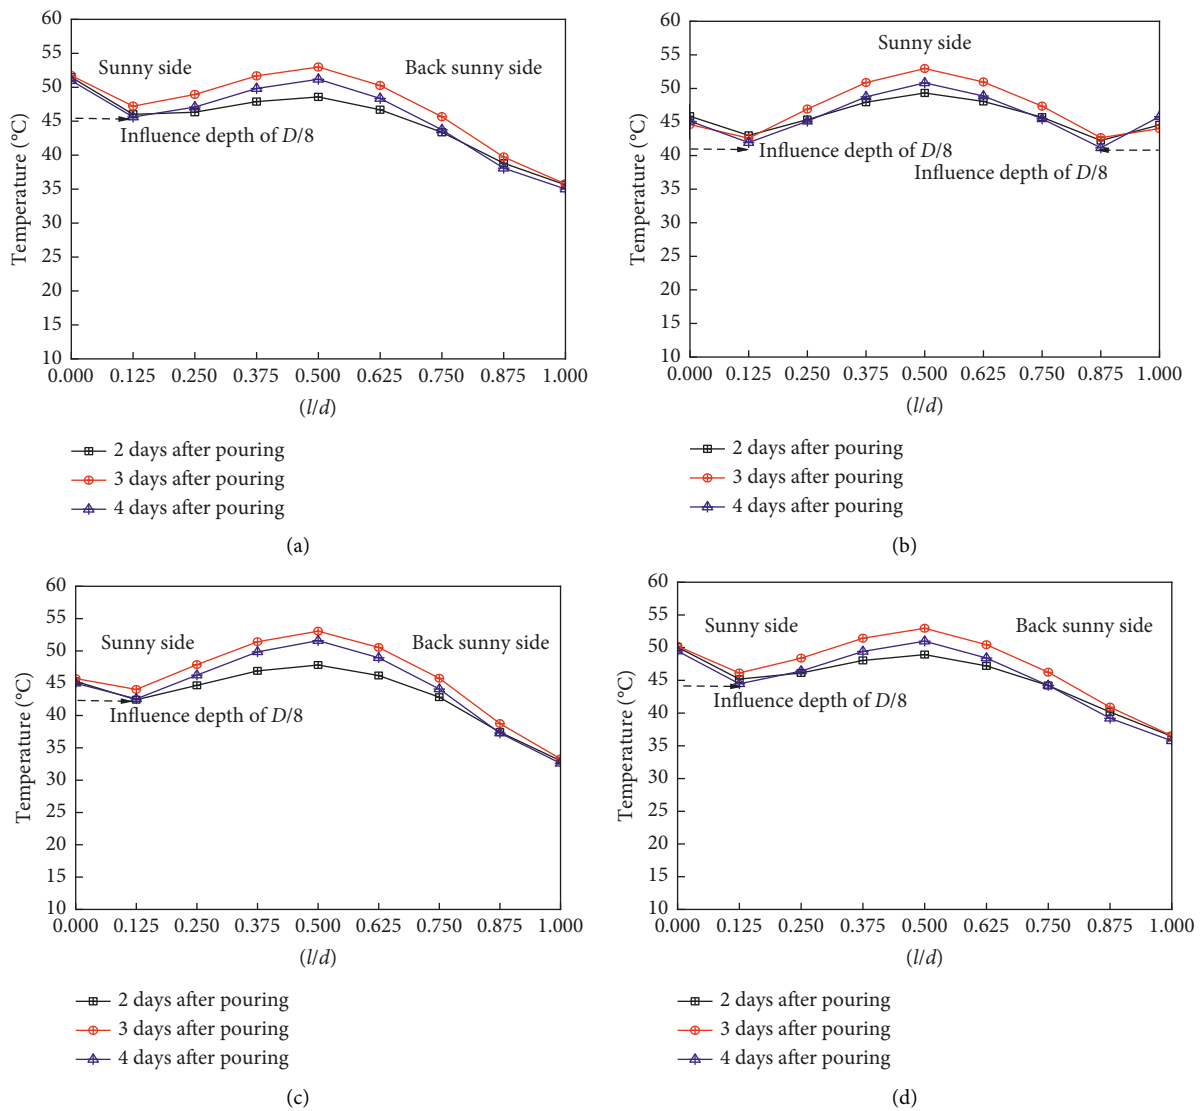 60
55
50
45
40
35
30
25
20
15
10
Temperature (°C)
Sunny side
Back sunny side
Influence depth of D/8
0.000 0.125 0.250 0.375 0.500 0.625 0.750 0.875 1.000
(l/d)
2 days after pouring
3 days after pouring
4 days after pouring
(a)
60
55
50
45
40
35
30
25
20
15
10
Temperature (°C)
Sunny side
Influence depth of D/8
Influence depth of D/8
0.000 0.125 0.250 0.375 0.500 0.625 0.750 0.875 1.000
(l/d)
2 days after pouring
3 days after pouring
4 days after pouring
(b)
60
55
50
45
40
35
30
25
20
15
10
Temperature (°C)
Sunny side
Back sunny side
Influence depth of D/8
0.000 0.125 0.250 0.375 0.500 0.625 0.750 0.875 1.000
(l/d)
2 days after pouring
3 days after pouring
4 days after pouring
(c)
60
55
50
45
40
35
30
25
20
15
10
Temperature (°C)
Sunny side
Back sunny side
Influence depth of D/8
0.000 0.125 0.250 0.375 0.500 0.625 0.750 0.875 1.000
(l/d)
2 days after pouring
3 days after pouring
4 days after pouring
(d)